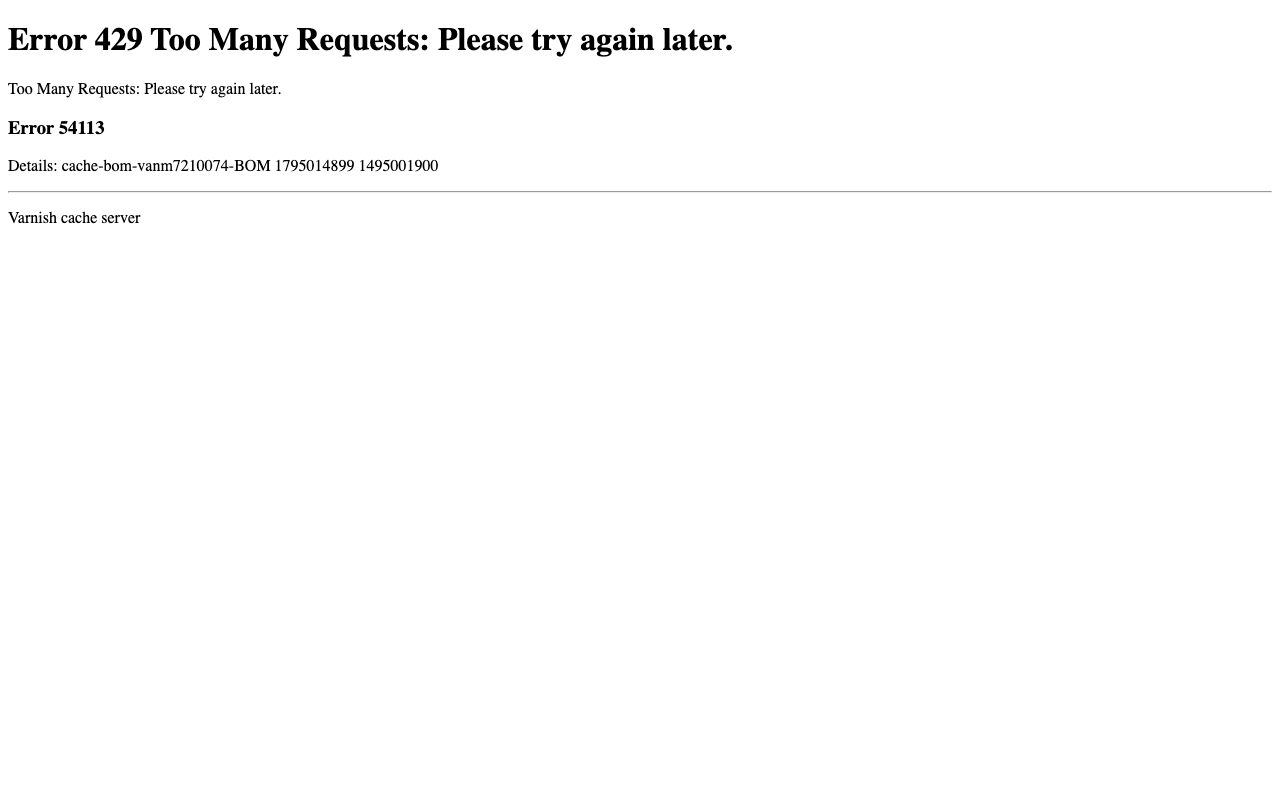 Error 429 Too Many Requests: Please try again later.
Too Many Requests: Please try again later.
Error 54113
Details: cache-bom-vanm7210074-BOM 1795014899 1495001900
Varnish cache server